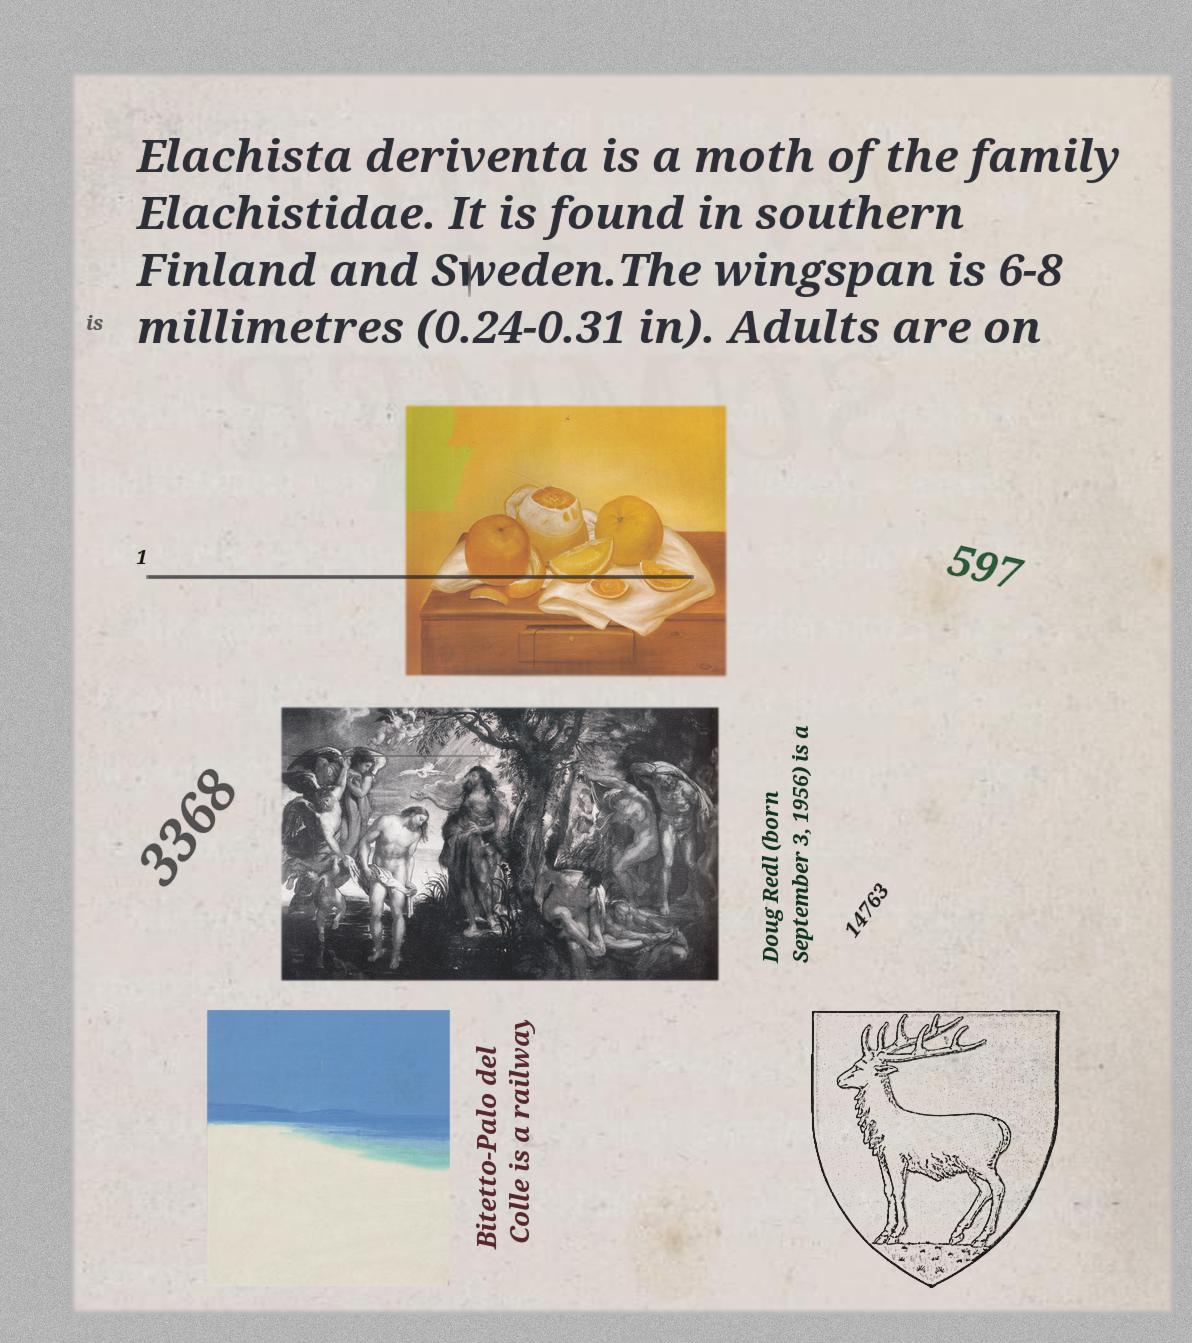 Elachista deriventa is a moth of the family
Elachistidae. It is found in southern
Finland and Sweden.The wingspan is 6-8
millimetres (0.24-0.31 in). Adults are on
is
1
597
3368
Doug Redl (born
September 3, 1956) is a
14763
Bitetto-Palo del
Colle is a railway